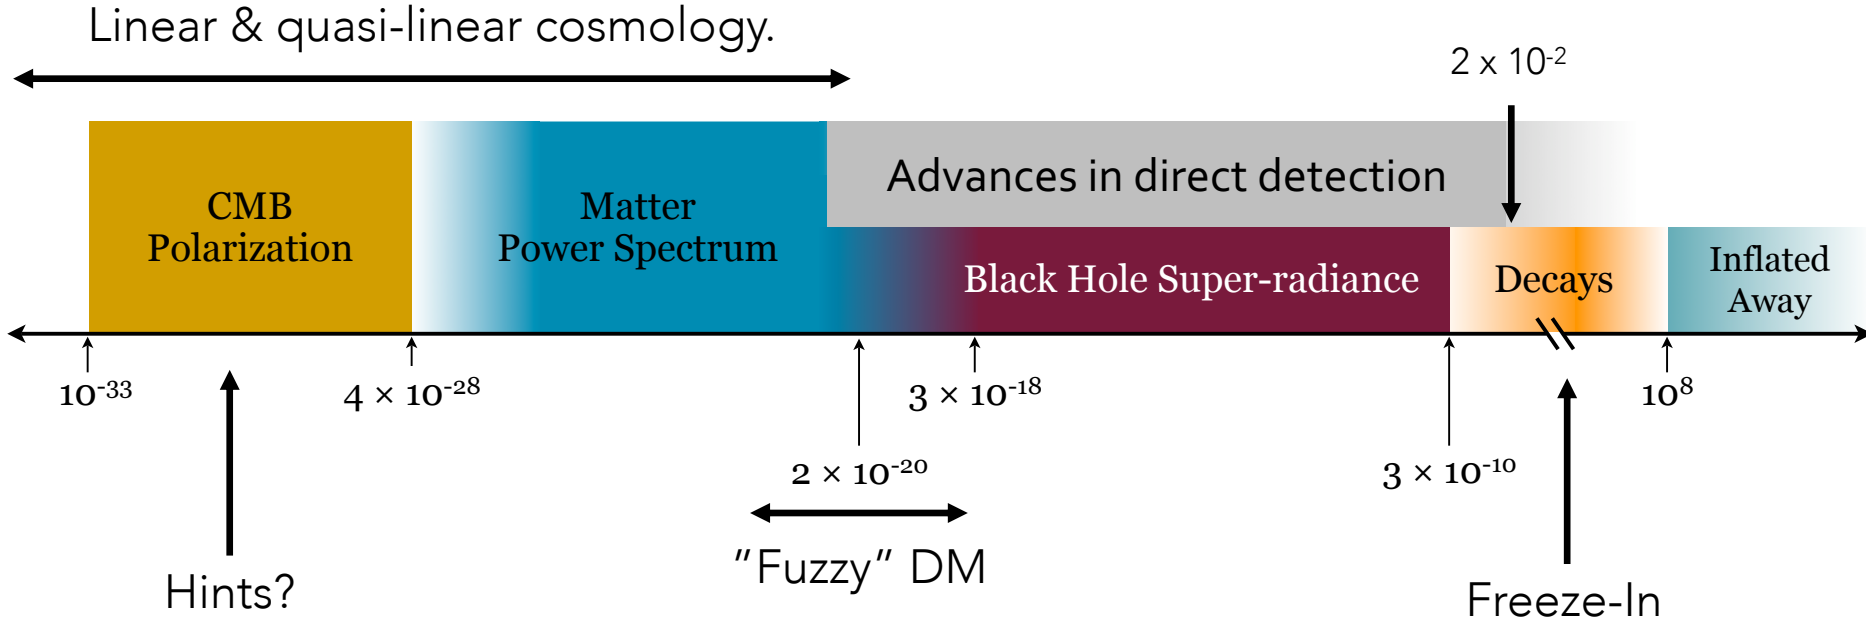 Linear & quasi-linear cosmology.
2 x 10⁻²
Advances in direct detection
CMB
Polarization
Matter
Power Spectrum
Black Hole Super-radiance
Decays
Inflated
Away
10⁻³³
4 × 10⁻²⁸
3 × 10⁻¹⁸
10⁸
2 × 10⁻²⁰
3 × 10⁻¹⁰
"Fuzzy" DM
Hints?
Freeze-In